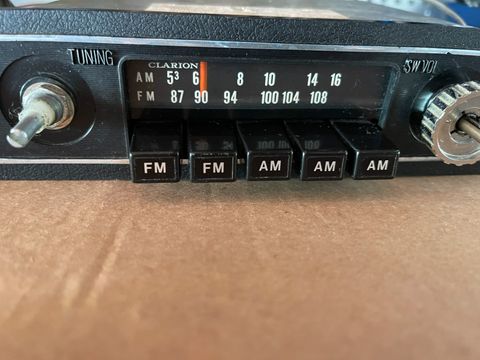 TUNING
CLARION
SW VOL
AM 5³ 6 8 10 14 16
FM 87 90 94 100 104 108
FM FM AM AM AM